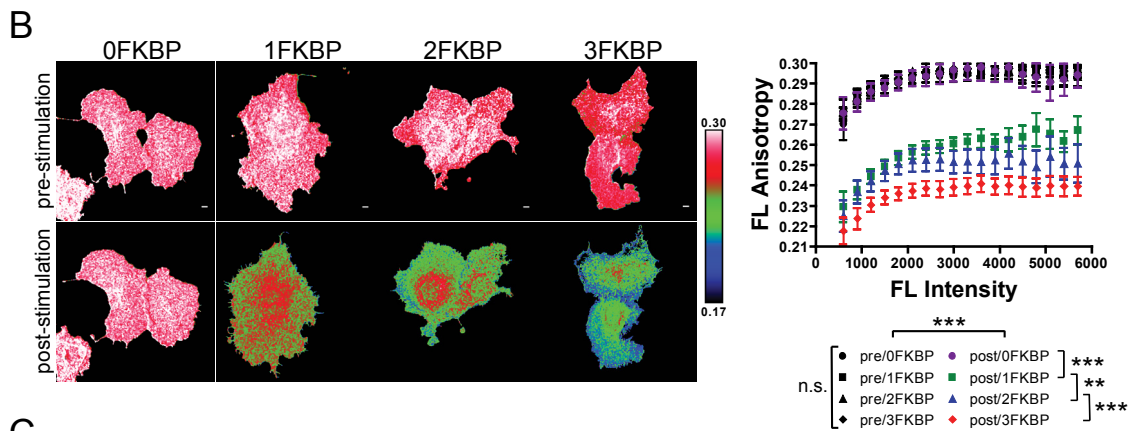 B
0FKBP 1FKBP 2FKBP 3FKBP
pre-stimulation
post-stimulation
0.30
0.17
FL Anisotropy
0.30
0.29
0.28
0.27
0.26
0.25
0.24
0.23
0.22
0.21
0 1000 2000 3000 4000 5000 6000
FL Intensity
***
n.s.
pre/0FKBP post/0FKBP
pre/1FKBP post/1FKBP
pre/2FKBP post/2FKBP
pre/3FKBP post/3FKBP
***
**
***